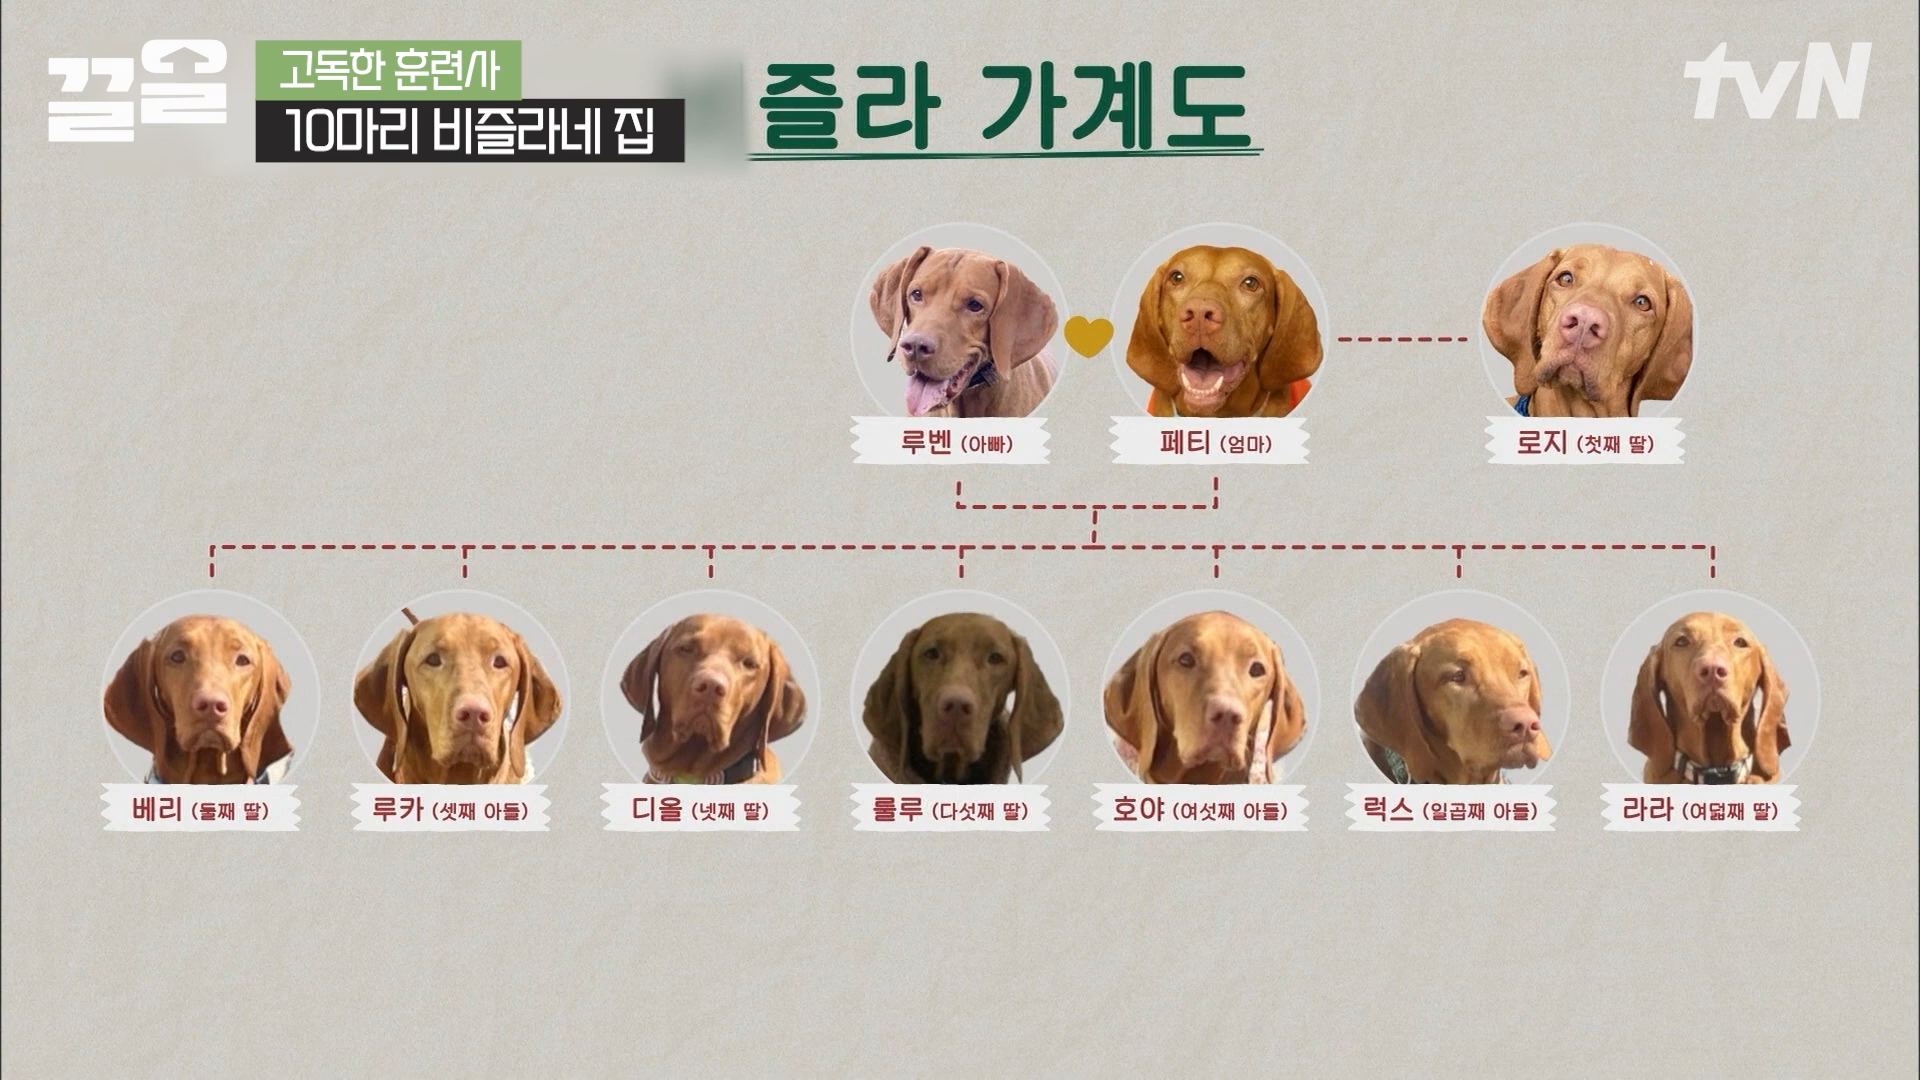 끌올
고독한 훈련사
10마리 비즐라네 집
즐라 가계도
tvN
루벤 (아빠)
페티 (엄마)
로지 (첫째 딸)
베리 (둘째 딸)
루카 (셋째 아들)
디올 (넷째 딸)
룰루 (다섯째 딸)
호야 (여섯째 아들)
럭스 (일곱째 아들)
라라 (여덟째 딸)